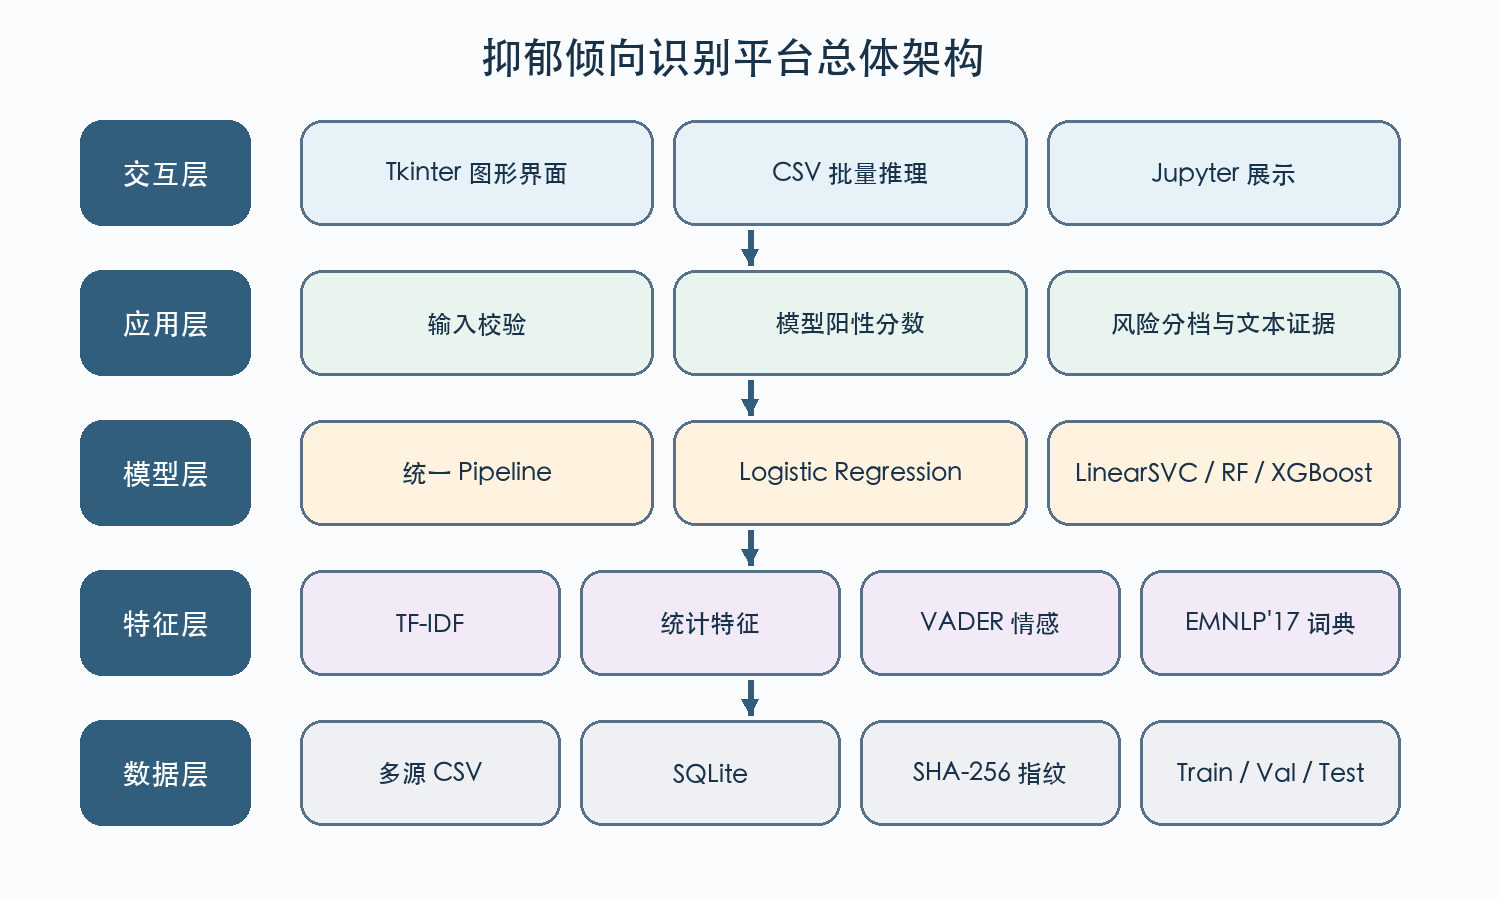 抑郁倾向识别平台总体架构
交互层
Tkinter 图形界面
CSV 批量推理
Jupyter 展示
应用层
输入校验
模型阳性分数
风险分档与文本证据
模型层
统一 Pipeline
Logistic Regression
LinearSVC / RF / XGBoost
特征层
TF-IDF
统计特征
VADER 情感
EMNLP'17 词典
数据层
多源 CSV
SQLite
SHA-256 指纹
Train / Val / Test